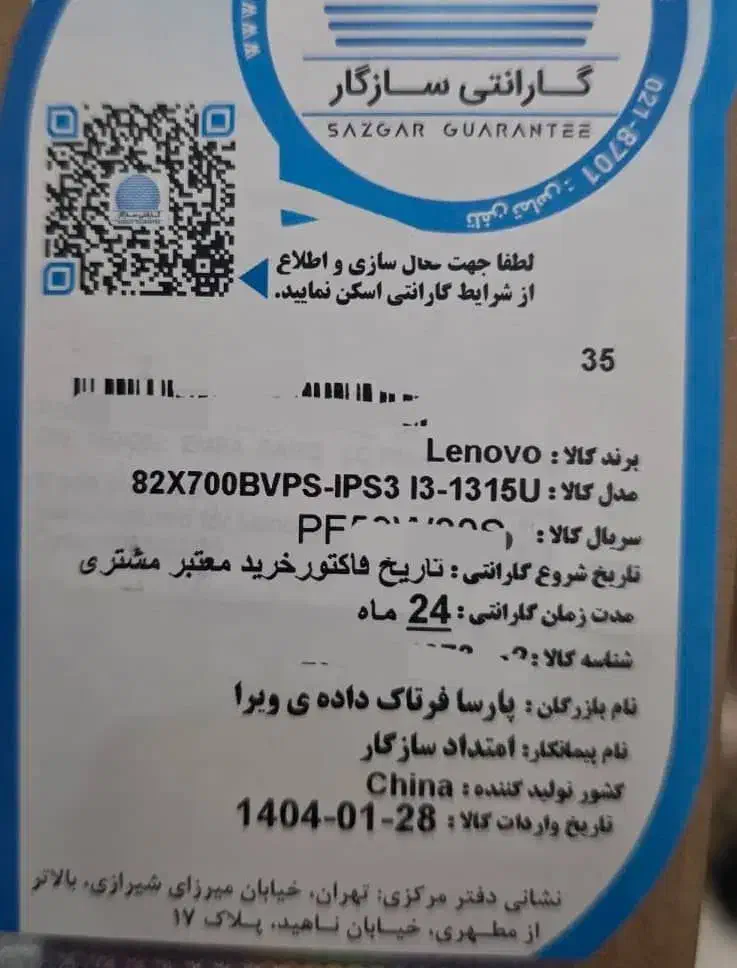 گارانتی سازگار
SAZGAR GUARANTEE
تلفن تماس: 021-8701
لطفا جهت فعال سازی و اطلاع
از شرایط گارانتی اسکن نمایید.
35
برند کالا: Lenovo
مدل کالا: 82X700BVPS-IPS3 I3-1315U
سریال کالا: PF
تاریخ شروع گارانتی: تاریخ فاکتورخرید معتبر مشتری
مدت زمان گارانتی: 24 ماه
شناسه کالا:
نام بازرگان: پارسا فرتاک داده ی ویرا
نام پیمانکار: امتداد سازگار
کشور تولید کننده: China
تاریخ واردات کالا: 1404-01-28
نشانی دفتر مرکزی: تهران، خیابان میرزای شیرازی، بالاتر
از مطهری، خیابان ناهید، پلاک ۱۷